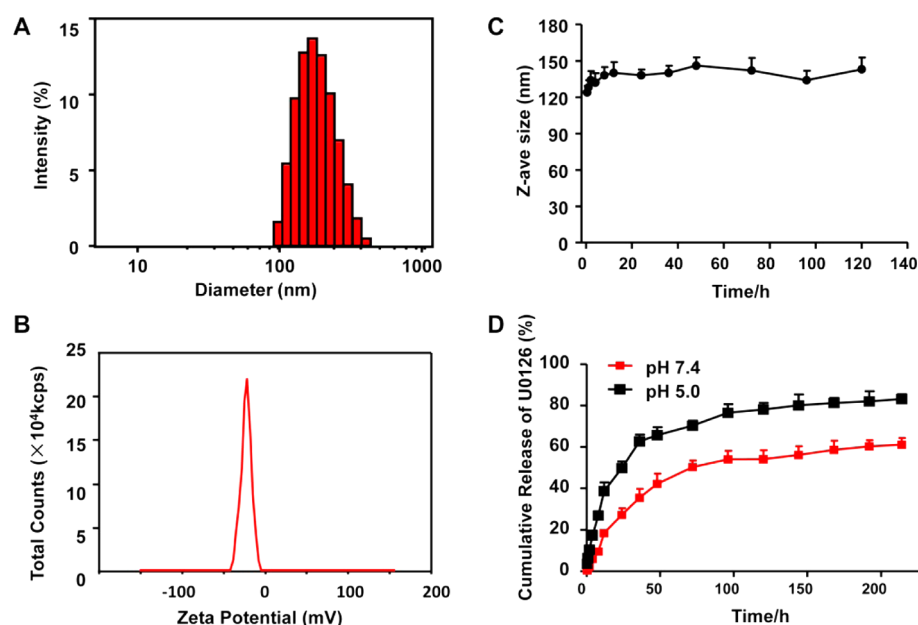 A
Intensity (%)
15
10
5
0
10
100
1000
Diameter (nm)
B
Total Counts (×10⁴kcps)
25
20
15
10
5
0
-100
0
100
200
Zeta Potential (mV)
C
Z-ave size (nm)
180
150
120
90
60
30
0
0 20 40 60 80 100 120 140
Time/h
D
Cumulative Release of U0126 (%)
100
80
60
40
20
0
pH 7.4
pH 5.0
0 50 100 150 200
Time/h